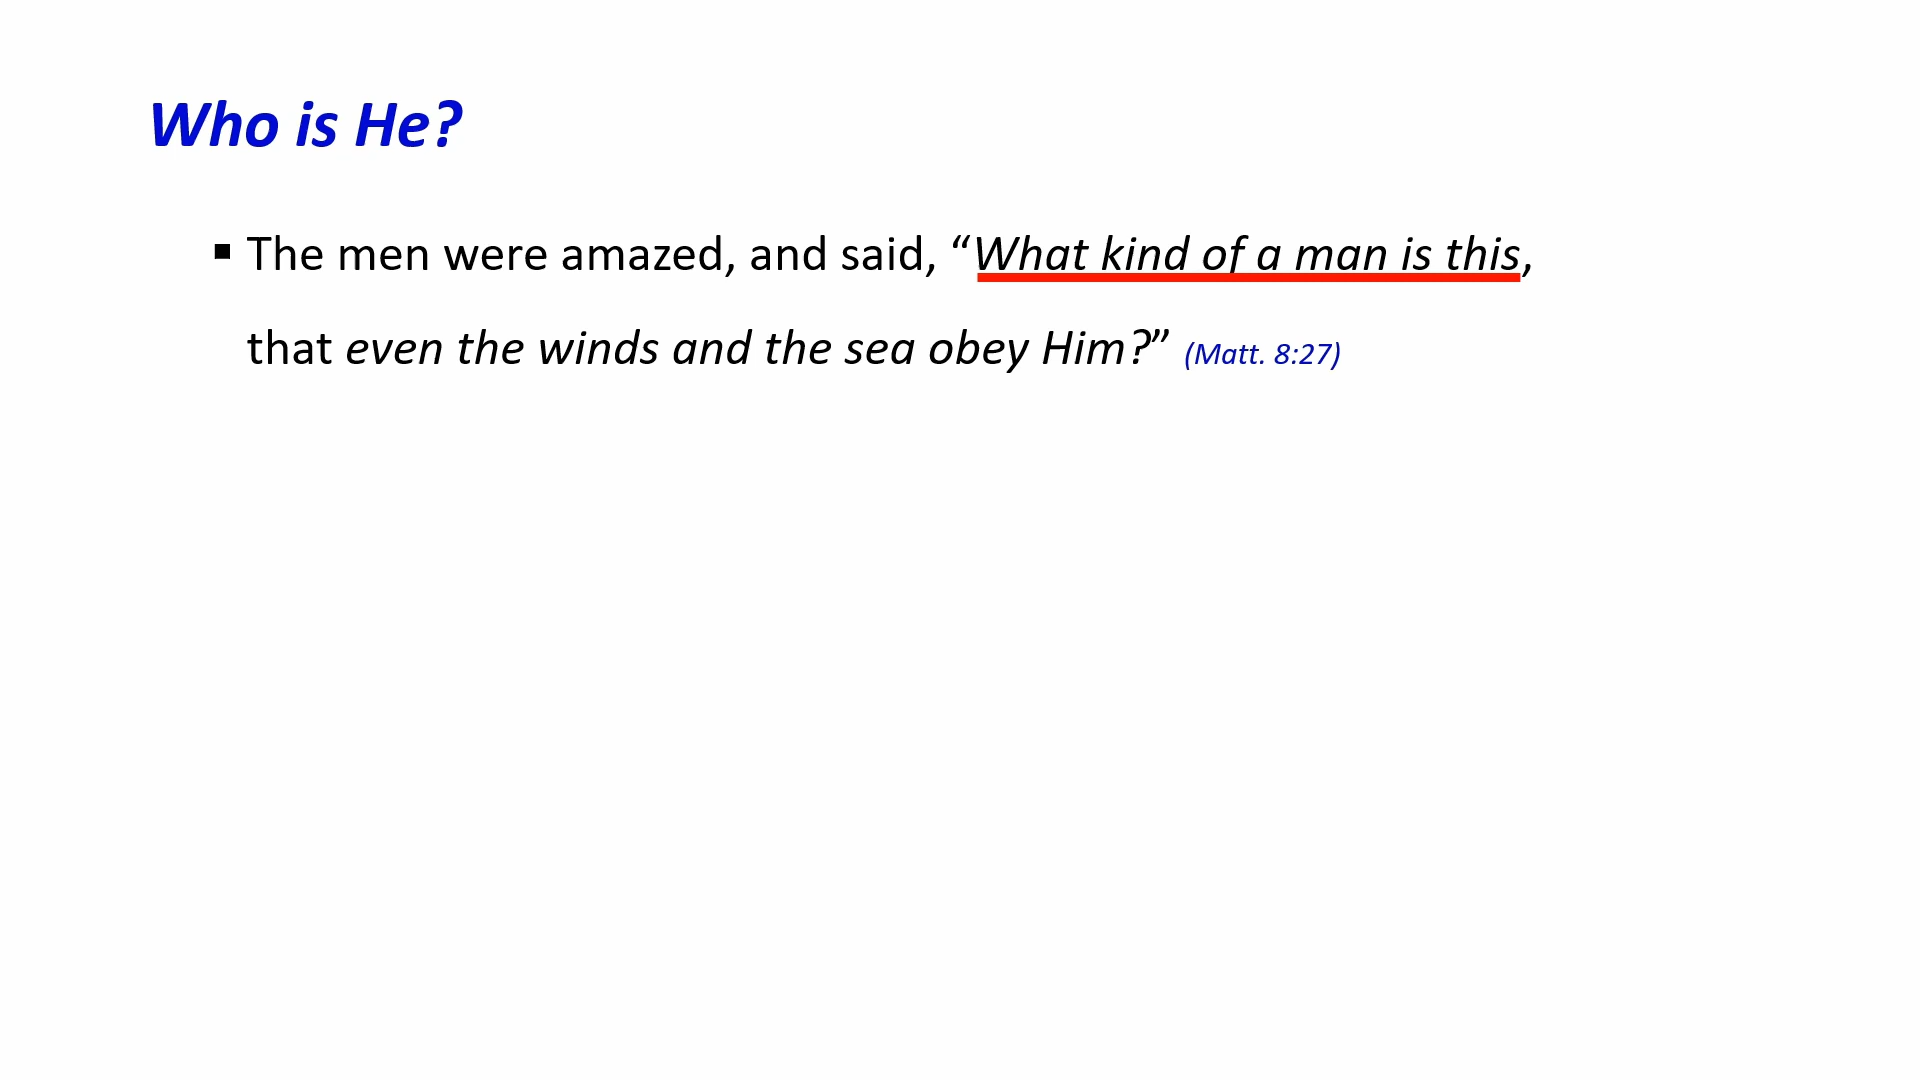 Who is He?
▪ The men were amazed, and said, “What kind of a man is this,
that even the winds and the sea obey Him?” (Matt. 8:27)